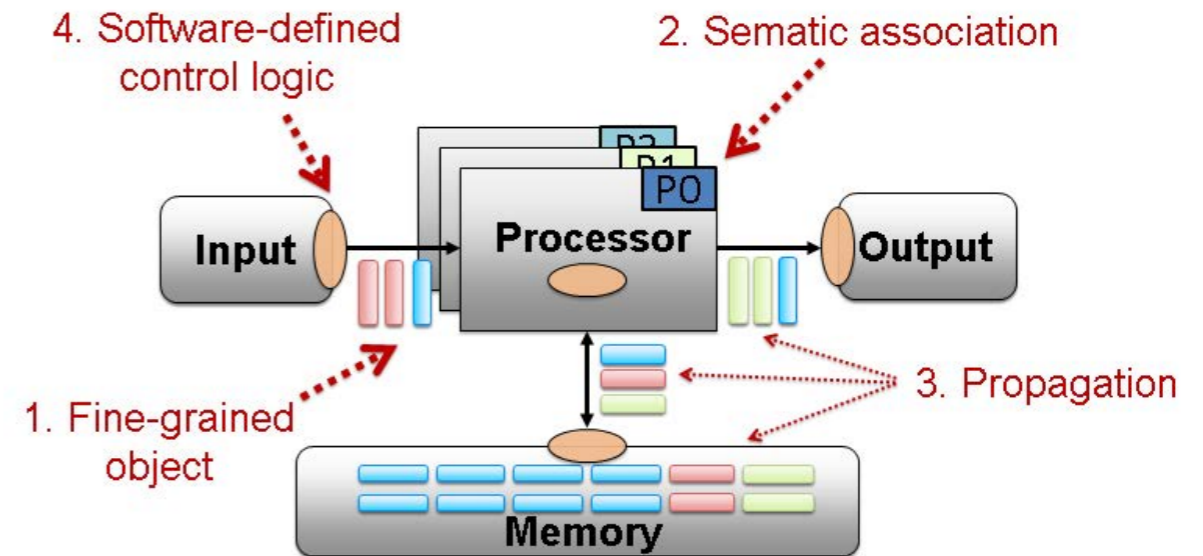 4. Software-defined
control logic
2. Sematic association
P0
Input
Processor
Output
3. Propagation
1. Fine-grained
object
Memory